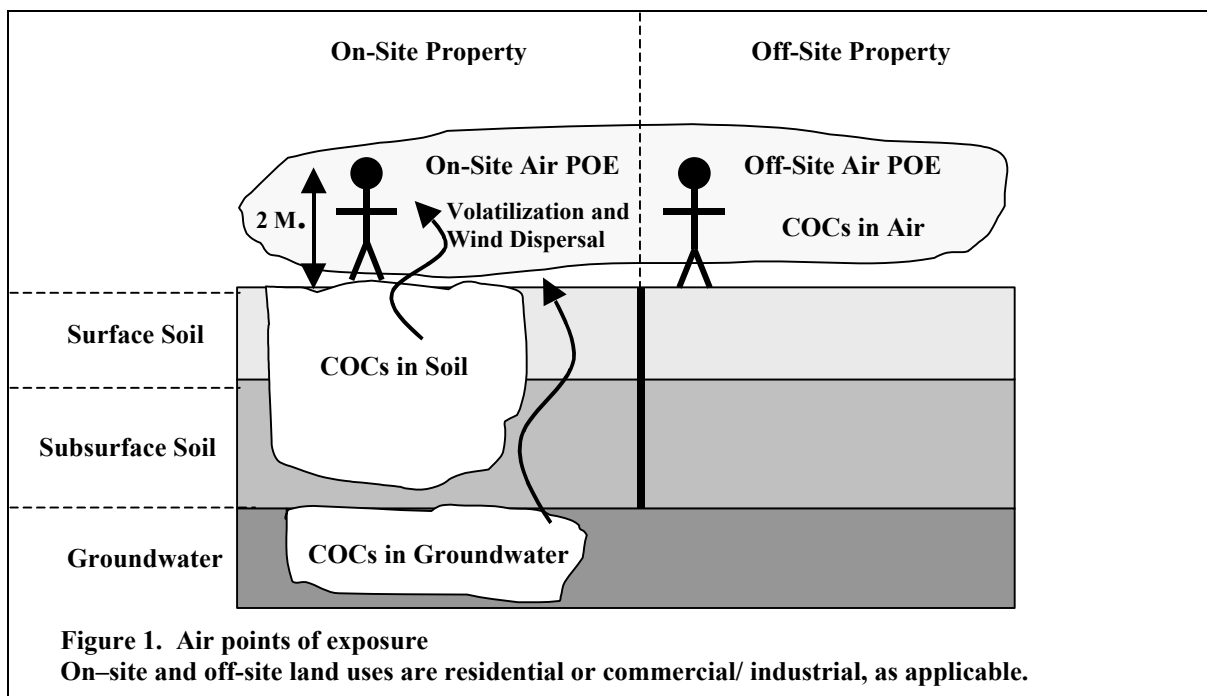 On-Site Property
Off-Site Property
On-Site Air POE
Off-Site Air POE
2 M.
Volatilization and
Wind Dispersal
COCs in Air
Surface Soil
COCs in Soil
Subsurface Soil
Groundwater
COCs in Groundwater
Figure 1. Air points of exposure
On–site and off-site land uses are residential or commercial/ industrial, as applicable.